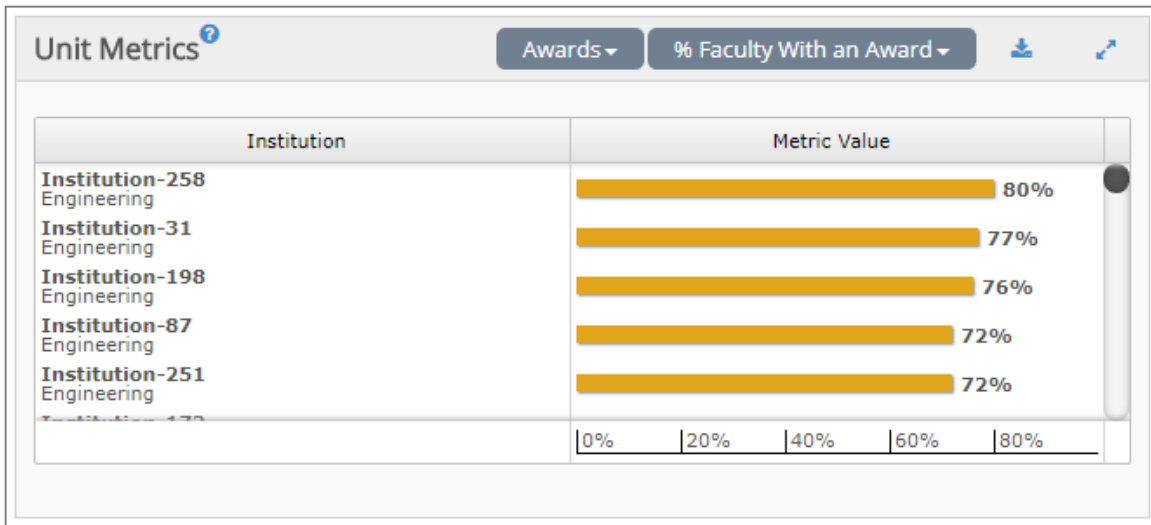 Unit Metrics?
Awards
% Faculty With an Award
Institution
Metric Value
Institution-258
Engineering
80%
Institution-31
Engineering
77%
Institution-198
Engineering
76%
Institution-87
Engineering
72%
Institution-251
Engineering
72%
0% 20% 40% 60% 80%